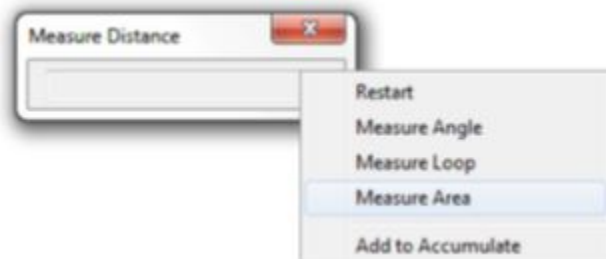 Measure Distance
Restart
Measure Angle
Measure Loop
Measure Area
Add to Accumulate